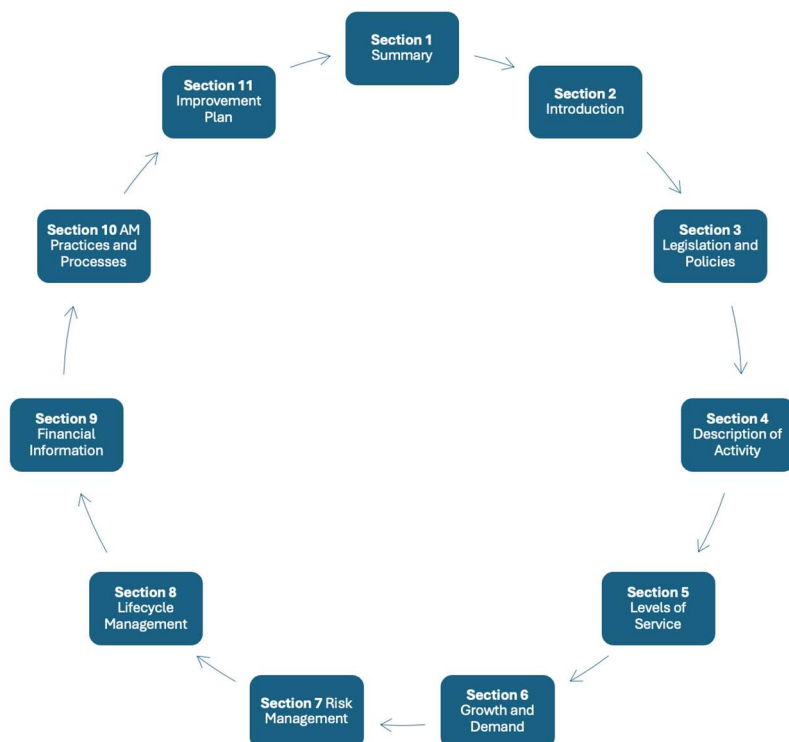 Section 1
Summary
Section 2
Introduction
Section 3
Legislation and
Policies
Section 4
Description of
Activity
Section 5
Levels of
Service
Section 6
Growth and
Demand
Section 7 Risk
Management
Section 8
Lifecycle
Management
Section 9
Financial
Information
Section 10 AM
Practices and
Processes
Section 11
Improvement
Plan